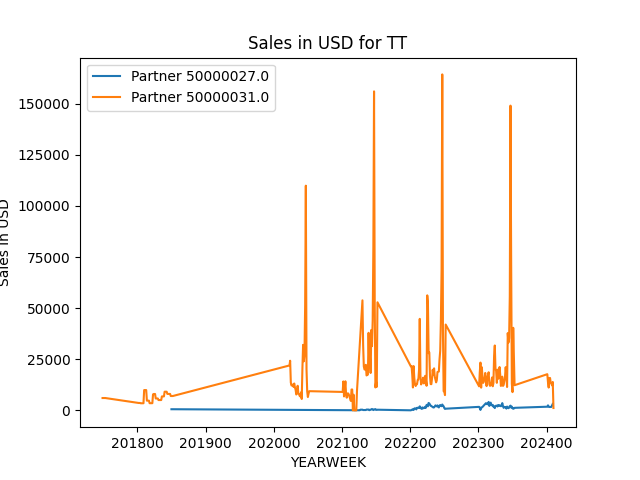 Sales in USD for TT
Partner 50000027.0
Partner 50000031.0
150000
125000
100000
75000
50000
25000
0
Sales in USD
201800
201900
202000
202100
202200
202300
202400
YEARWEEK